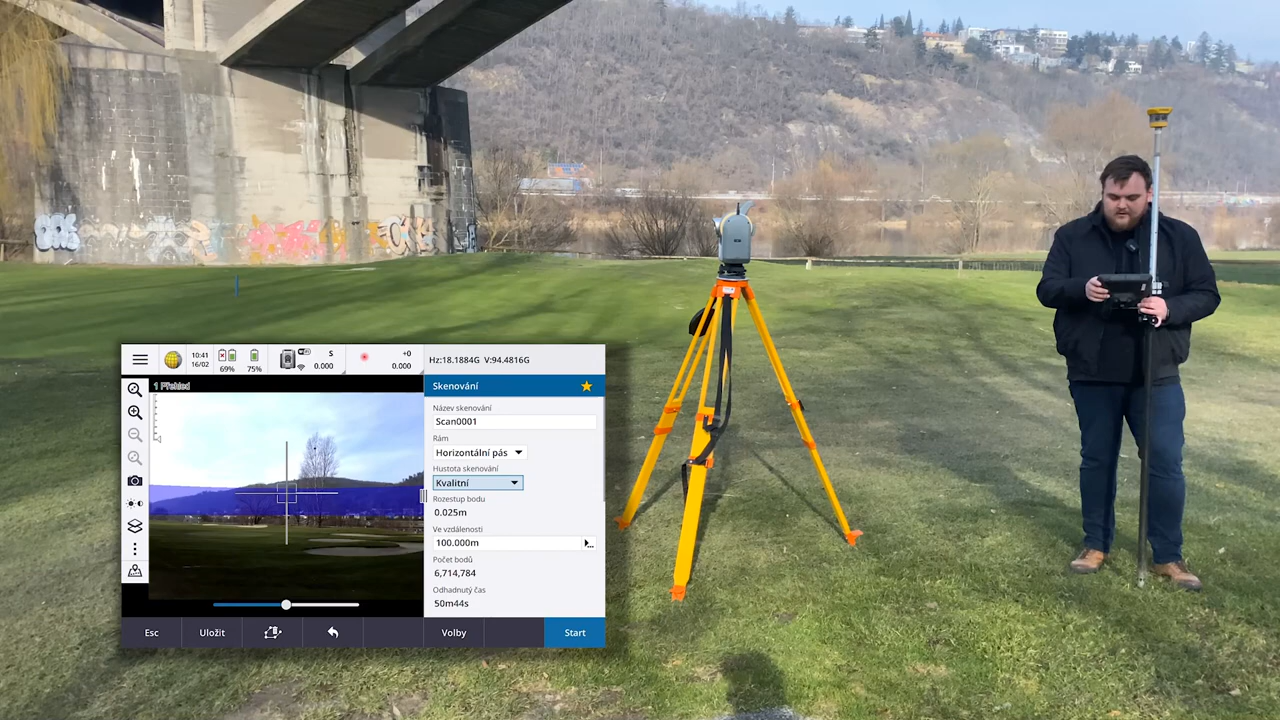 10:41
16/02
69%
75%
S
0.000
+0
0.000
Hz:18.1884G V:94.4816G
1 Přehled
Skenování
Název skenování
Scan0001
Rám
Horizontální pás
Hustota skenování
Kvalitní
Rozestup bodu
0.025m
Ve vzdálenosti
100.000m
Počet bodů
6,714,784
Odhadnutý čas
50m44s
Esc
Uložit
Volby
Start